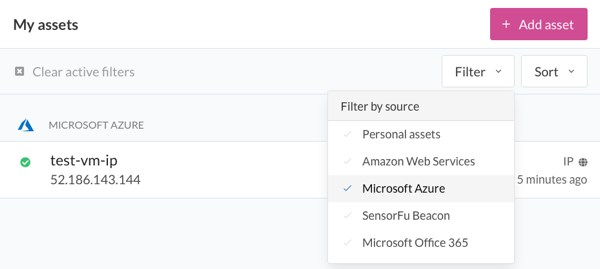 My assets
+ Add asset
Clear active filters
Filter
Sort
Filter by source
Personal assets
Amazon Web Services
Microsoft Azure
SensorFu Beacon
Microsoft Office 365
MICROSOFT AZURE
test-vm-ip
IP
52.186.143.144
5 minutes ago